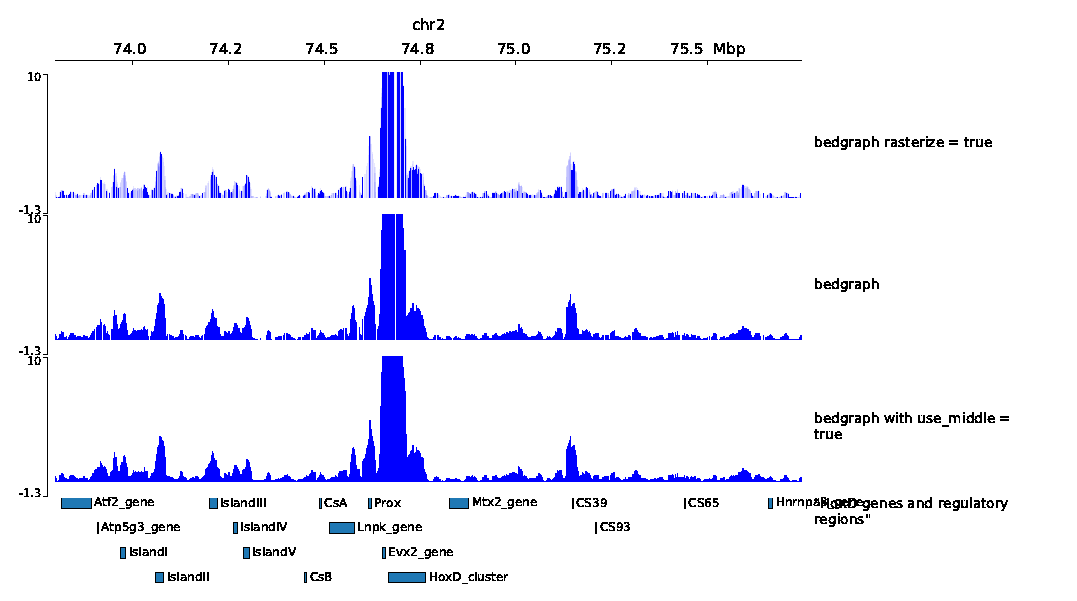 chr2
74.0 74.2 74.5 74.8 75.0 75.2 75.5 Mbp
10
bedgraph rasterize = true
-1.3
10
bedgraph
-1.3
10
bedgraph with use_middle =
true
-1.3
Atf2_gene IslandIII CsA Prox Mtx2_gene CS39 CS65 "HoxD genes and regulatory
regions"
Atp5g3_gene IslandIV Lnpk_gene CS93
IslandI IslandV Evx2_gene
IslandII CsB HoxD_cluster